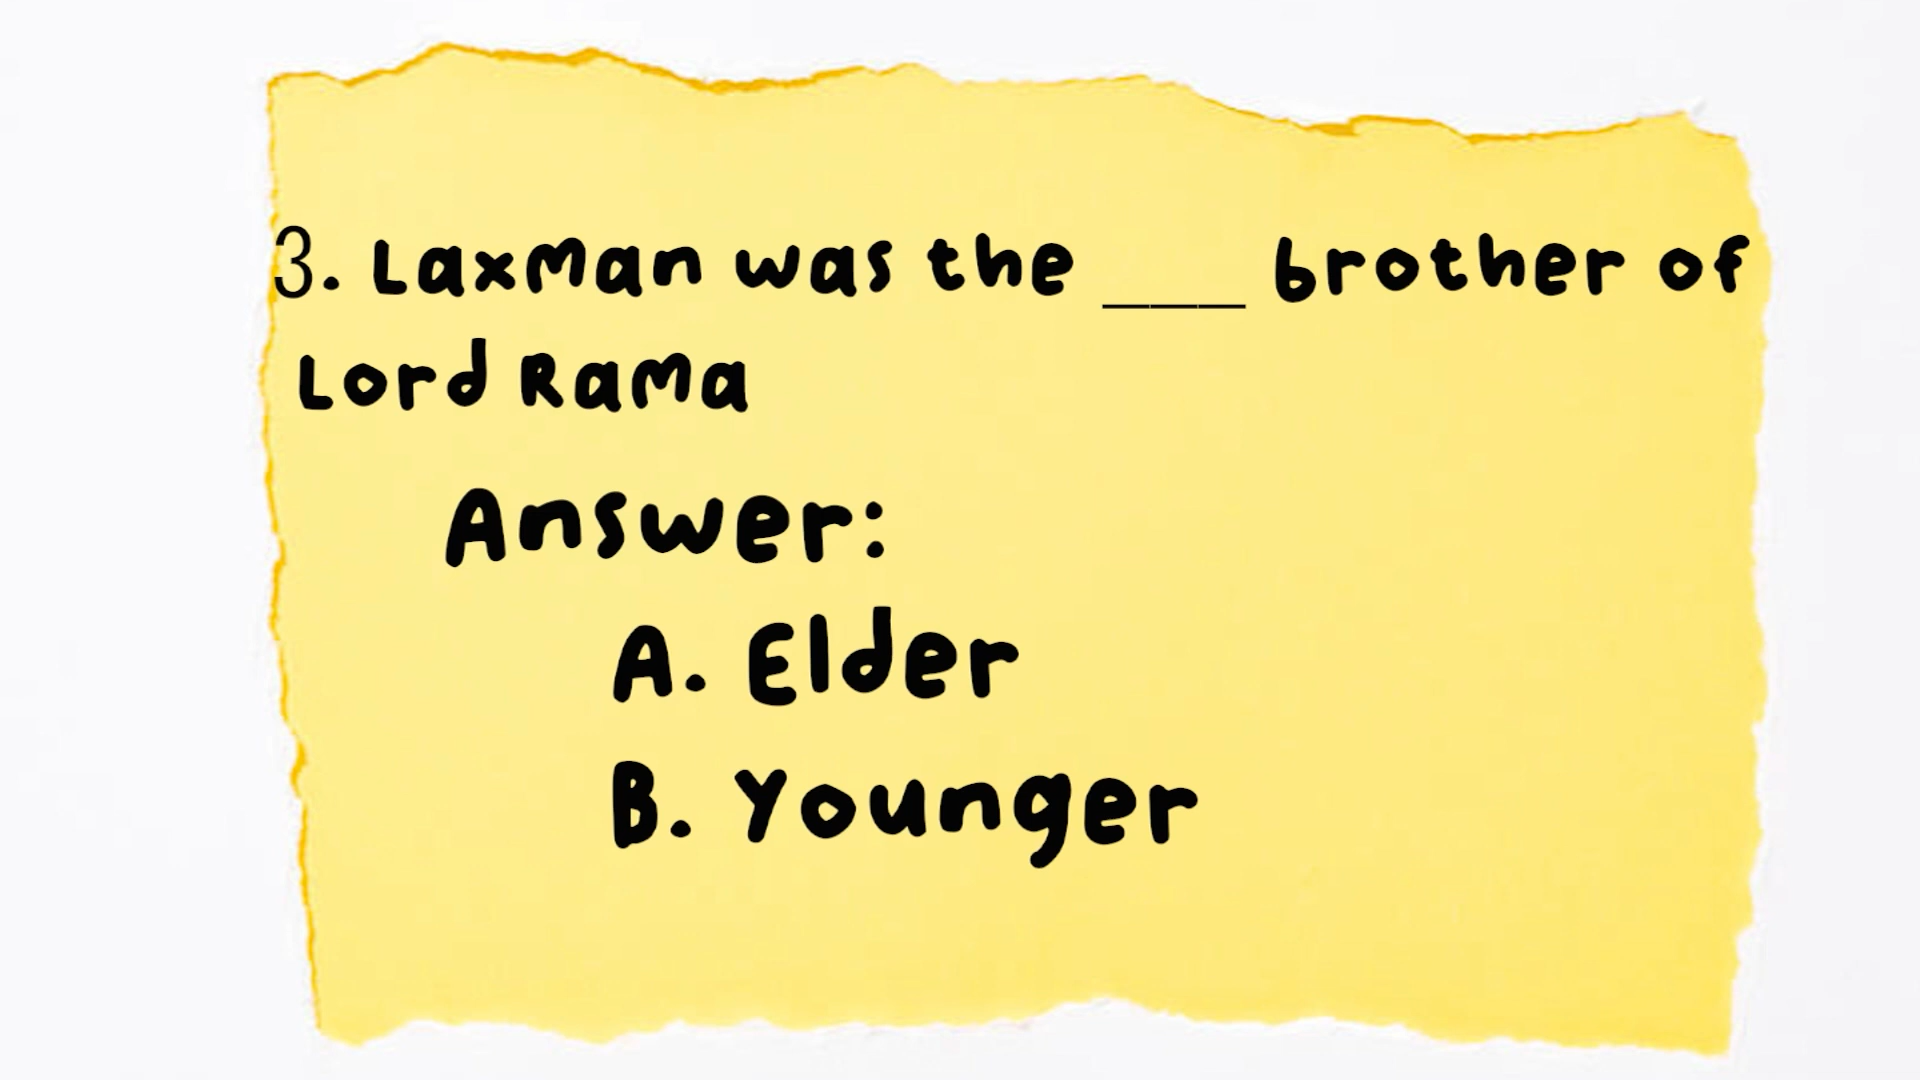 3. Laxman was the ___ brother of
Lord Rama
Answer:
A. Elder
B. Younger